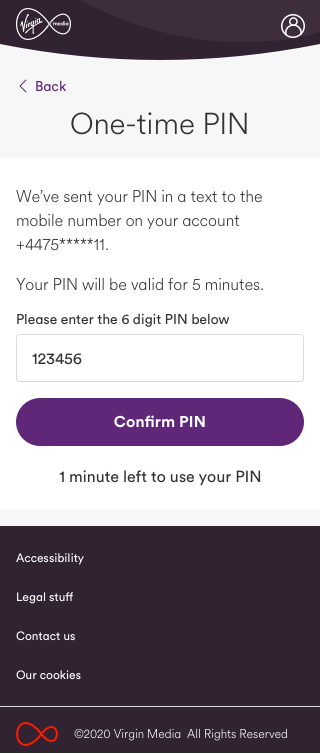 Virgin media
Back
One-time PIN
We've sent your PIN in a text to the
mobile number on your account
+4475*****11.
Your PIN will be valid for 5 minutes.
Please enter the 6 digit PIN below
123456
Confirm PIN
1 minute left to use your PIN
Accessibility
Legal stuff
Contact us
Our cookies
©2020 Virgin Media  All Rights Reserved